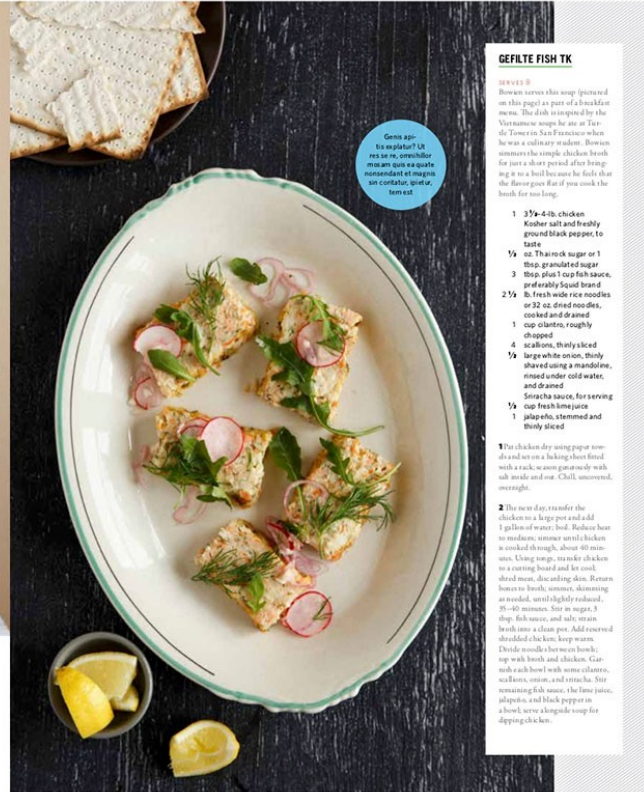 GEFILTE FISH TK
SERVES 8
Bowien serves this soup (pictured
on this page) as part of a breakfast
menu. The dish is inspired by the
Vietnamese soups he ate at Tur-
tle Tower in San Francisco when
he was a culinary student. Bowien
simmers the simple chicken broth
for just a short period after bring-
ing it to a boil because he feels that
the flavor goes flat if you cook the
broth for too long.
1 3½–4-lb. chicken
Kosher salt and freshly
ground black pepper, to
taste
½ oz. Thai rock sugar or 1
tbsp. granulated sugar
3 tbsp. plus 1 cup fish sauce,
preferably Squid brand
2 ½ lb. fresh wide rice noodles
or 32 oz. dried noodles,
cooked and drained
1 cup cilantro, roughly
chopped
4 scallions, thinly sliced
½ large white onion, thinly
shaved using a mandoline,
rinsed under cold water,
and drained
Sriracha sauce, for serving
½ cup fresh lime juice
1 jalapeño, stemmed and
thinly sliced
1 Pat chicken dry using paper tow-
els and set on a baking sheet fitted
with a rack; season generously with
salt inside and out. Chill, uncovered,
overnight.
2 The next day, transfer the
chicken to a large pot and add
1 gallon of water; boil. Reduce heat
to medium; simmer until chicken
is cooked through, about 40 min-
utes. Using tongs, transfer chicken
to a cutting board and let cool;
shred meat, discarding skin. Return
bones to broth; simmer, skimming
as needed, until slightly reduced,
35–40 minutes. Stir in sugar, 3
tbsp. fish sauce, and salt; strain
broth into a clean pot. Add reserved
shredded chicken; keep warm.
Divide noodles between bowls;
top with broth and chicken. Gar-
nish each bowl with some cilantro,
scallions, onion, and sriracha. Stir
remaining fish sauce, the lime juice,
jalapeño, and black pepper in
a bowl; serve alongside soup for
dipping chicken.
Genis api-
tis explatur? Ut
res se re, omnihillor
mosam quis ea quate
nonsendant et magnis
sin coritatur, ipietur,
tem est